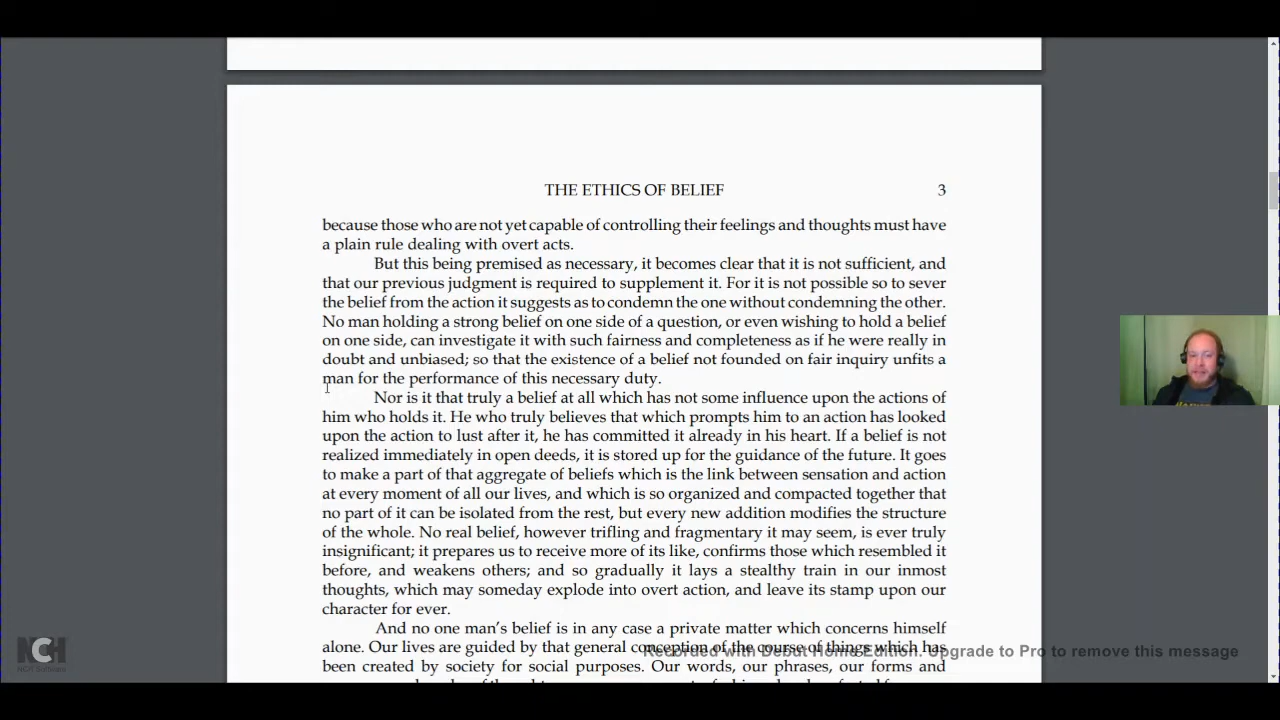 THE ETHICS OF BELIEF 3
because those who are not yet capable of controlling their feelings and thoughts must have
a plain rule dealing with overt acts.
But this being premised as necessary, it becomes clear that it is not sufficient, and
that our previous judgment is required to supplement it. For it is not possible so to sever
the belief from the action it suggests as to condemn the one without condemning the other.
No man holding a strong belief on one side of a question, or even wishing to hold a belief
on one side, can investigate it with such fairness and completeness as if he were really in
doubt and unbiased; so that the existence of a belief not founded on fair inquiry unfits a
man for the performance of this necessary duty.
Nor is it that truly a belief at all which has not some influence upon the actions of
him who holds it. He who truly believes that which prompts him to an action has looked
upon the action to lust after it, he has committed it already in his heart. If a belief is not
realized immediately in open deeds, it is stored up for the guidance of the future. It goes
to make a part of that aggregate of beliefs which is the link between sensation and action
at every moment of all our lives, and which is so organized and compacted together that
no part of it can be isolated from the rest, but every new addition modifies the structure
of the whole. No real belief, however trifling and fragmentary it may seem, is ever truly
insignificant; it prepares us to receive more of its like, confirms those which resembled it
before, and weakens others; and so gradually it lays a stealthy train in our inmost
thoughts, which may someday explode into overt action, and leave its stamp upon our
character for ever.
And no one man's belief is in any case a private matter which concerns himself
alone. Our lives are guided by that general conception of the course of things which has
been created by society for social purposes. Our words, our phrases, our forms and
Recorded with Debut Home Edition. Upgrade to Pro to remove this message
NCH
NCH Software